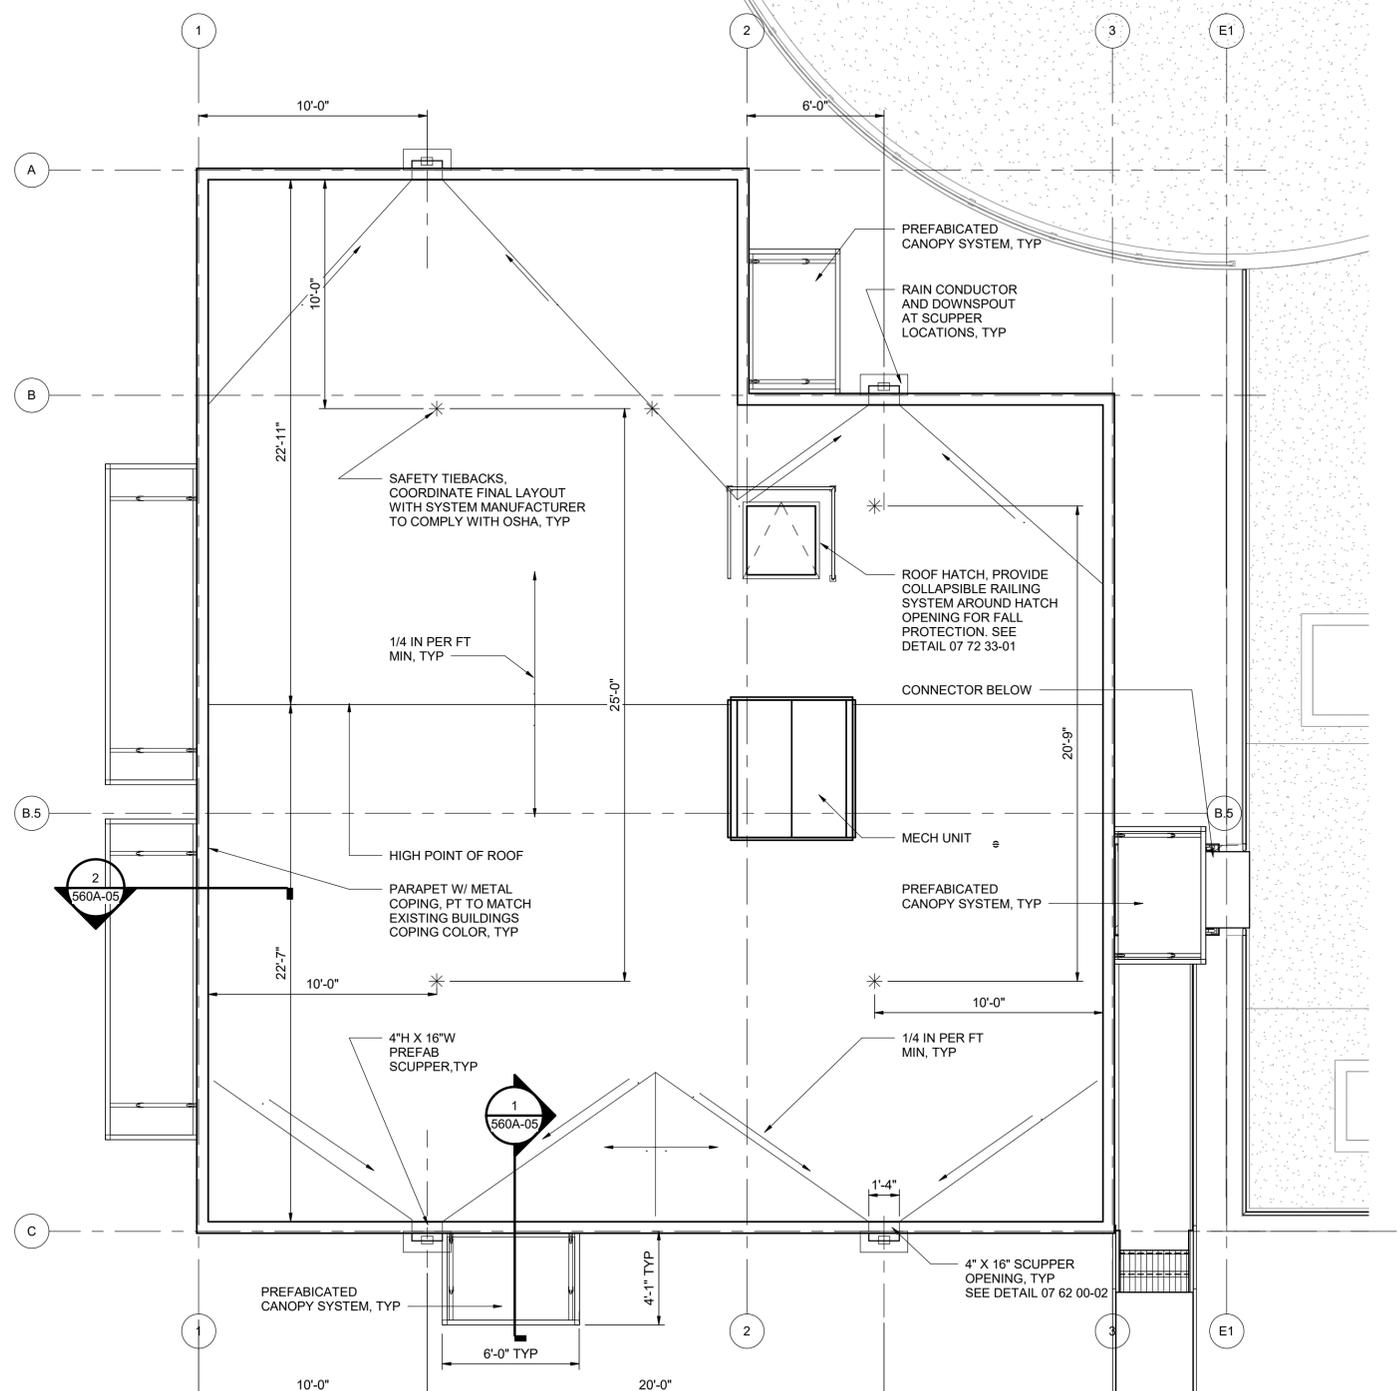 1
2
3
E1
10'-0"
6'-0"
A
PREFABICATED
CANOPY SYSTEM, TYP
RAIN CONDUCTOR
AND DOWNSPOUT
AT SCUPPER
LOCATIONS, TYP
10'-0"
B
22'-11"
SAFETY TIEBACKS,
COORDINATE FINAL LAYOUT
WITH SYSTEM MANUFACTURER
TO COMPLY WITH OSHA, TYP
ROOF HATCH, PROVIDE
COLLAPSIBLE RAILING
SYSTEM AROUND HATCH
OPENING FOR FALL
PROTECTION. SEE
DETAIL 07 72 33-01
1/4 IN PER FT
MIN, TYP
25'-0"
CONNECTOR BELOW
20'-9"
B.5
B.5
MECH UNIT
HIGH POINT OF ROOF
2
560A-05
PARAPET W/ METAL
COPING, PT TO MATCH
EXISTING BUILDINGS
COPING COLOR, TYP
PREFABICATED
CANOPY SYSTEM, TYP
22'-7"
10'-0"
10'-0"
4"H X 16"W
PREFAB
SCUPPER,TYP
1/4 IN PER FT
MIN, TYP
1
560A-05
1'-4"
C
4'-1" TYP
4" X 16" SCUPPER
OPENING, TYP
SEE DETAIL 07 62 00-02
PREFABICATED
CANOPY SYSTEM, TYP
1
2
3
E1
6'-0" TYP
10'-0"
20'-0"